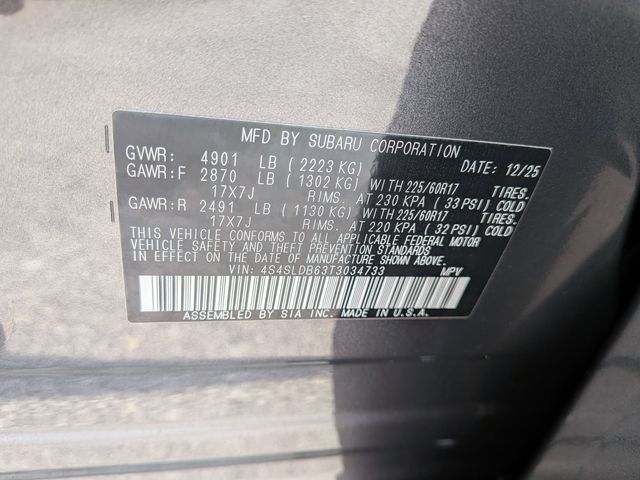 MFD BY SUBARU CORPORATION
GVWR: 4901 LB (2223 KG) DATE: 12/25
GAWR:F 2870 LB (1302 KG) WITH 225/60R17 TIRES.
17X7J RIMS. AT 230 KPA (33 PSI) COLD
GAWR:R 2491 LB (1130 KG) WITH 225/60R17 TIRES.
17X7J RIMS. AT 220 KPA (32 PSI) COLD
THIS VEHICLE CONFORMS TO ALL APPLICABLE FEDERAL MOTOR
VEHICLE SAFETY AND THEFT PREVENTION STANDARDS
IN EFFECT ON THE DATE OF MANUFACTURE SHOWN ABOVE.
VIN: 4S4SLDB63T3034733 MPV
ASSEMBLED BY SIA INC. MADE IN U.S.A.